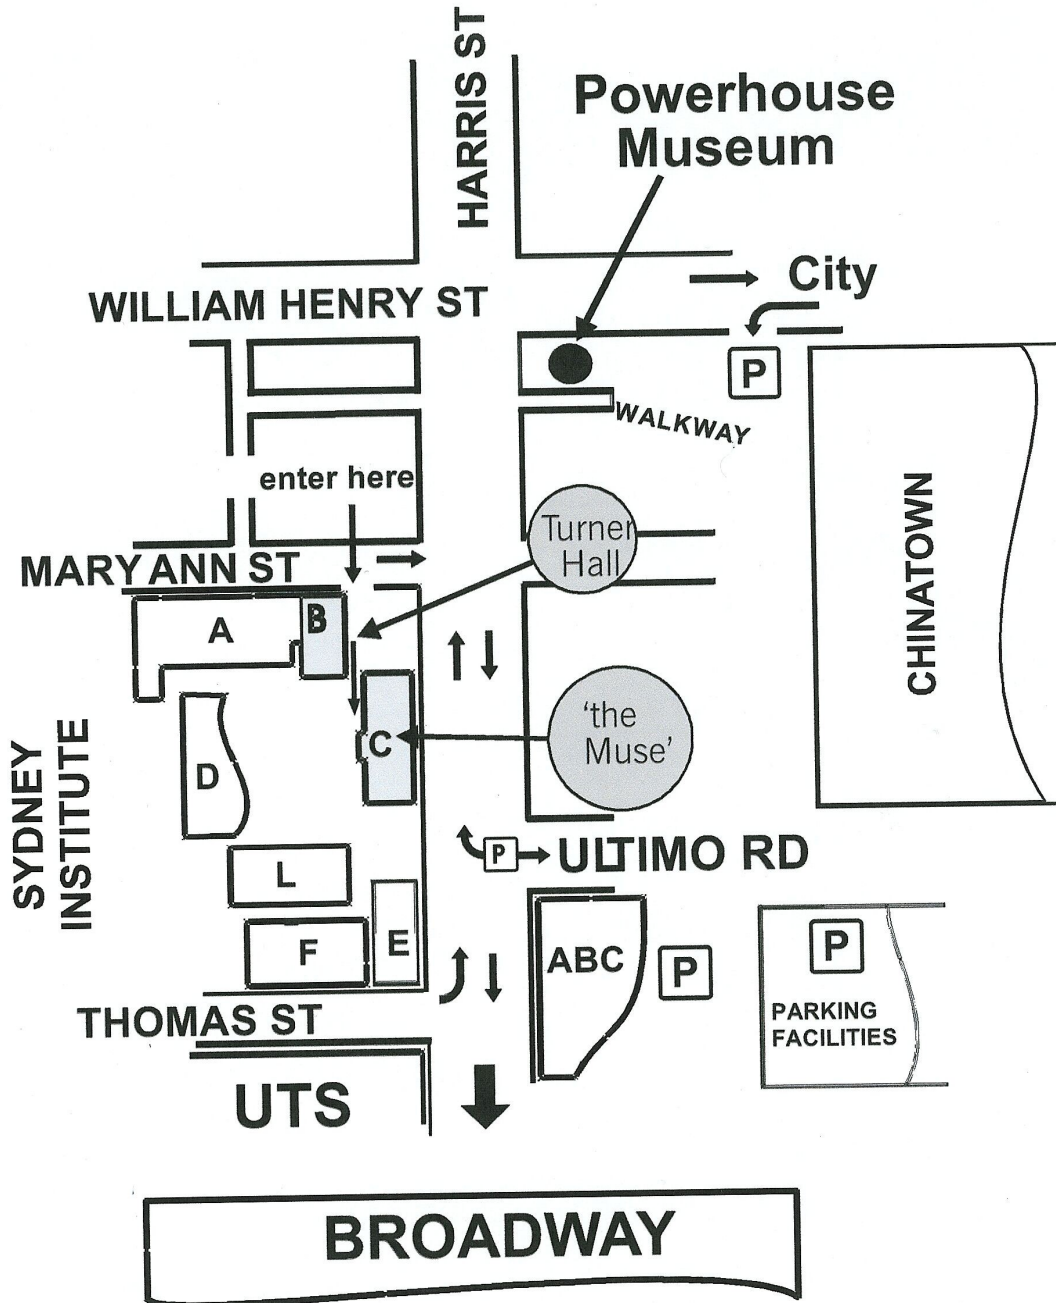 HARRIS ST
Powerhouse
Museum
City
WILLIAM HENRY ST
P
WALKWAY
enter here
Turner
Hall
MARY ANN ST
A
B
CHINATOWN
'the
Muse'
C
D
SYDNEY
INSTITUTE
P
ULTIMO RD
L
E
F
ABC
P
P
PARKING
FACILITIES
THOMAS ST
UTS
BROADWAY